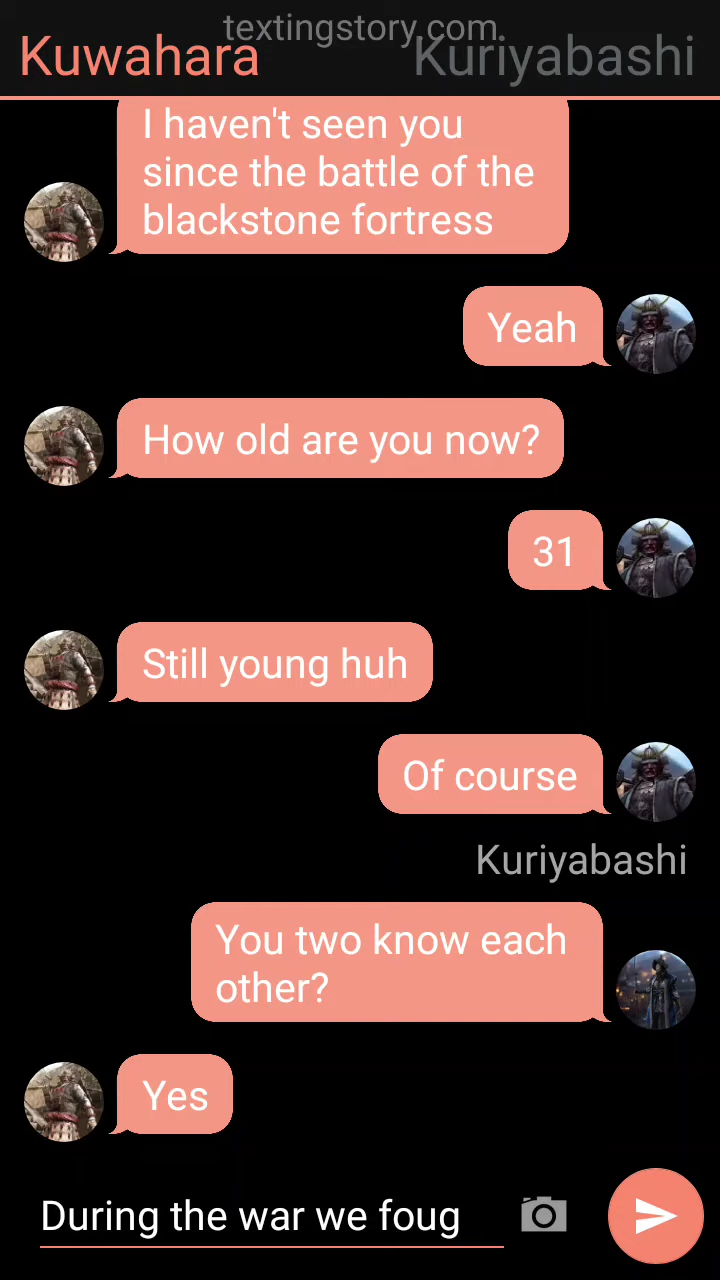 textingstory.com
Kuwahara
Kuriyabashi
I haven't seen you
since the battle of the
blackstone fortress
Yeah
How old are you now?
31
Still young huh
Of course
Kuriyabashi
You two know each
other?
Yes
During the war we foug